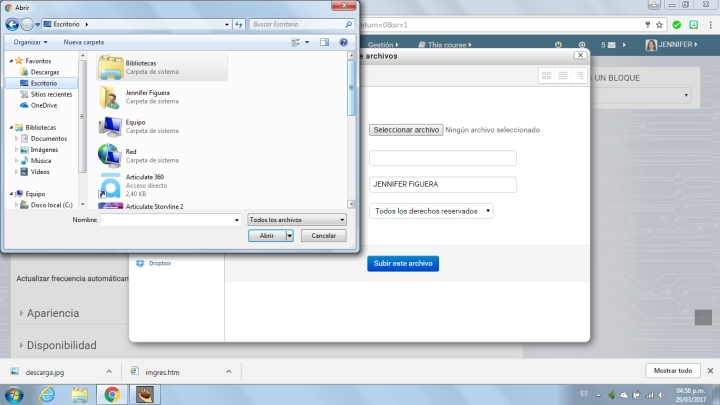 Abrir
Escritorio
Buscar Escritorio
Organizar
Nueva carpeta
Favoritos
Descargas
Escritorio
Sitios recientes
OneDrive
Bibliotecas
Documentos
Imágenes
Música
Vídeos
Equipo
Disco local (C:)
Bibliotecas
Carpeta de sistema
Jennifer Figuera
Carpeta de sistema
Equipo
Carpeta de sistema
Red
Carpeta de sistema
Articulate 360
Acceso directo
2,40 KB
Articulate Storyline 2
Nombre:
Todos los archivos
Abrir
Cancelar
eturn=0&sr=1
Gestión
This course
5
JENNIFER
e archivos
A UN BLOQUE
Seleccionar archivo Ningún archivo seleccionado
JENNIFER FIGUERA
Todos los derechos reservados
Dropbox
Subir este archivo
Actualizar frecuencia automátican
Apariencia
Disponibilidad
descarga.jpg
imgres.htm
Mostrar todo
ES
04:58 p.m.
29/03/2017